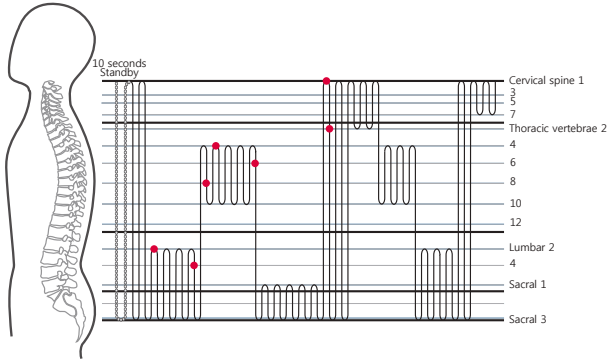 10 seconds
Standby
Cervical spine 1
3
5
7
Thoracic vertebrae 2
4
6
8
10
12
Lumbar 2
4
Sacral 1
Sacral 3